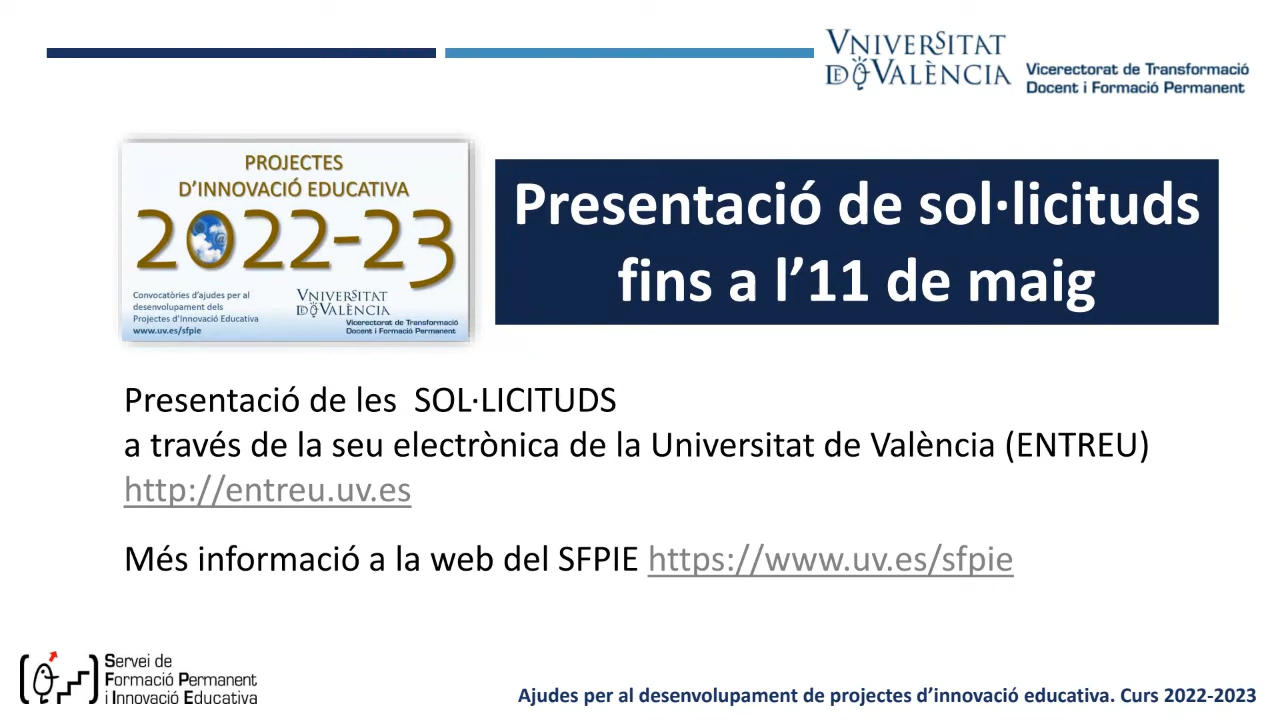 VNIVERSITAT
DE VALÈNCIA
Vicerectorat de Transformació
Docent i Formació Permanent
PROJECTES
D’INNOVACIÓ EDUCATIVA
2022-23
Convocatòries d’ajudes per al
desenvolupament dels
Projectes d’Innovació Educativa
www.uv.es/sfpie
VNIVERSITAT
DE VALÈNCIA
Vicerectorat de Transformació
Docent i Formació Permanent
Presentació de sol·licituds
fins a l’11 de maig
Presentació de les SOL·LICITUDS
a través de la seu electrònica de la Universitat de València (ENTREU)
http://entreu.uv.es
Més informació a la web del SFPIE https://www.uv.es/sfpie
Servei de
Formació Permanent
i Innovació Educativa
Ajudes per al desenvolupament de projectes d’innovació educativa. Curs 2022-2023